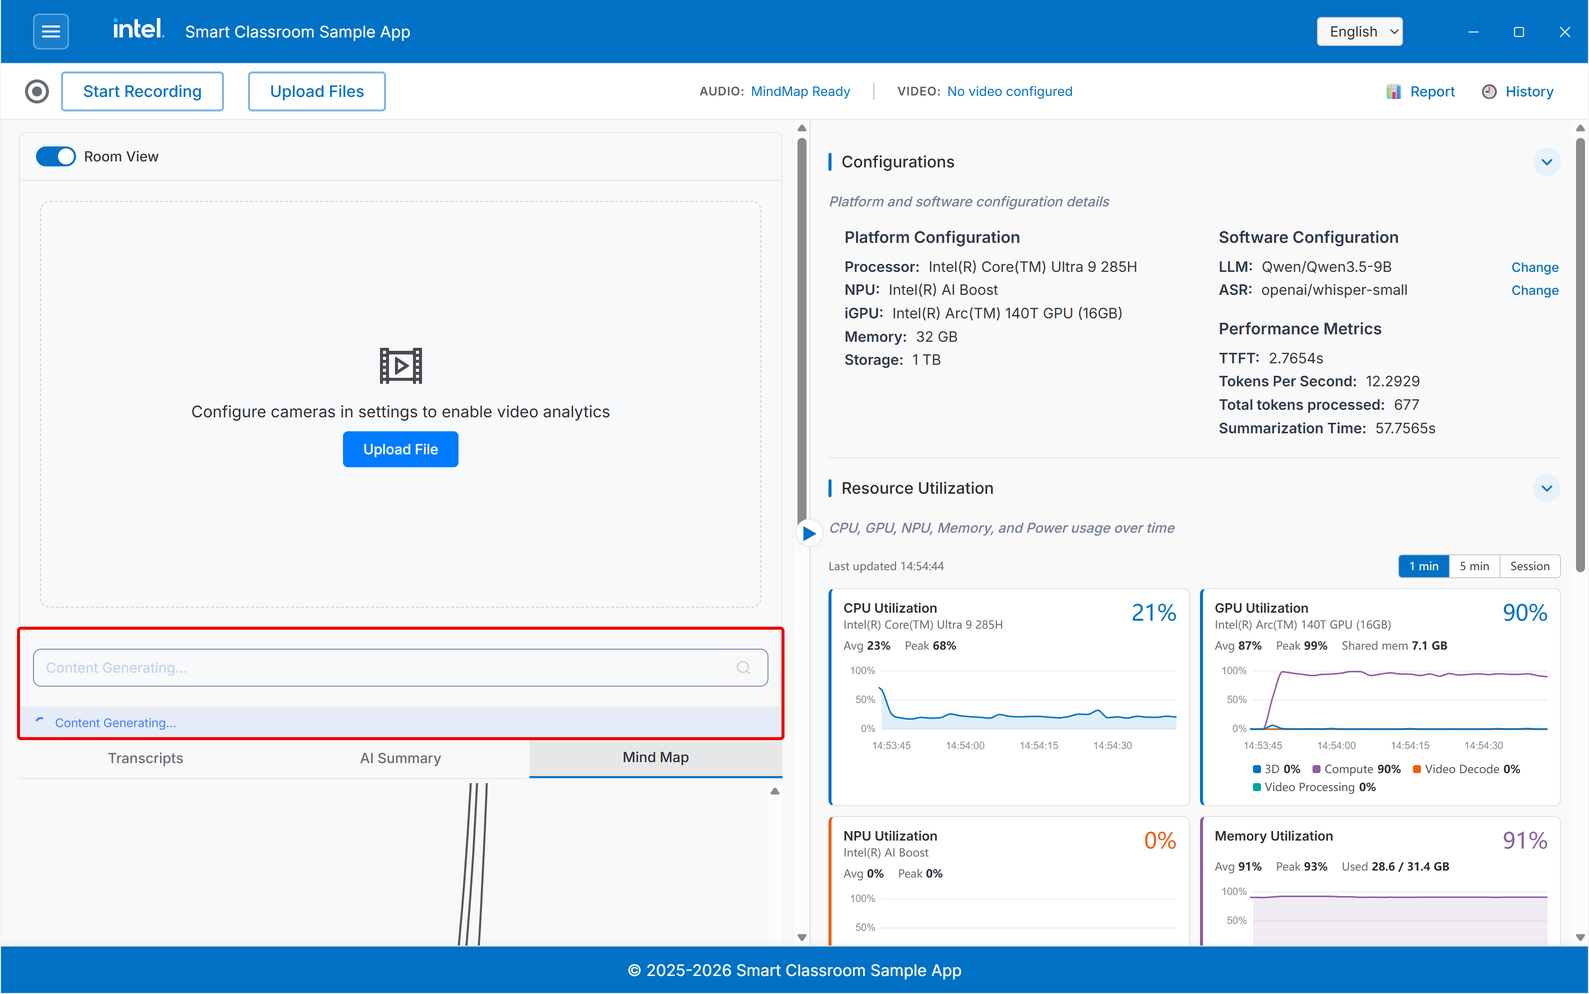 intel. Smart Classroom Sample App English
Start Recording Upload Files AUDIO: MindMap Ready VIDEO: No video configured Report History
Room View
Configure cameras in settings to enable video analytics
Upload File
Content Generating...
Content Generating...
Transcripts AI Summary Mind Map
Configurations
Platform and software configuration details
Platform Configuration
Processor: Intel(R) Core(TM) Ultra 9 285H
NPU: Intel(R) AI Boost
iGPU: Intel(R) Arc(TM) 140T GPU (16GB)
Memory: 32 GB
Storage: 1 TB
Software Configuration
LLM: Qwen/Qwen3.5-9B Change
ASR: openai/whisper-small Change
Performance Metrics
TTFT: 2.7654s
Tokens Per Second: 12.2929
Total tokens processed: 677
Summarization Time: 57.7565s
Resource Utilization
CPU, GPU, NPU, Memory, and Power usage over time
Last updated 14:54:44 1 min 5 min Session
CPU Utilization 21%
Intel(R) Core(TM) Ultra 9 285H
Avg 23% Peak 68%
100%
50%
0%
14:53:45 14:54:00 14:54:15 14:54:30
GPU Utilization 90%
Intel(R) Arc(TM) 140T GPU (16GB)
Avg 87% Peak 99% Shared mem 7.1 GB
100%
50%
0%
14:53:45 14:54:00 14:54:15 14:54:30
3D 0% Compute 90% Video Decode 0%
Video Processing 0%
NPU Utilization 0%
Intel(R) AI Boost
Avg 0% Peak 0%
100%
50%
Memory Utilization 91%
Avg 91% Peak 93% Used 28.6 / 31.4 GB
100%
50%
© 2025-2026 Smart Classroom Sample App